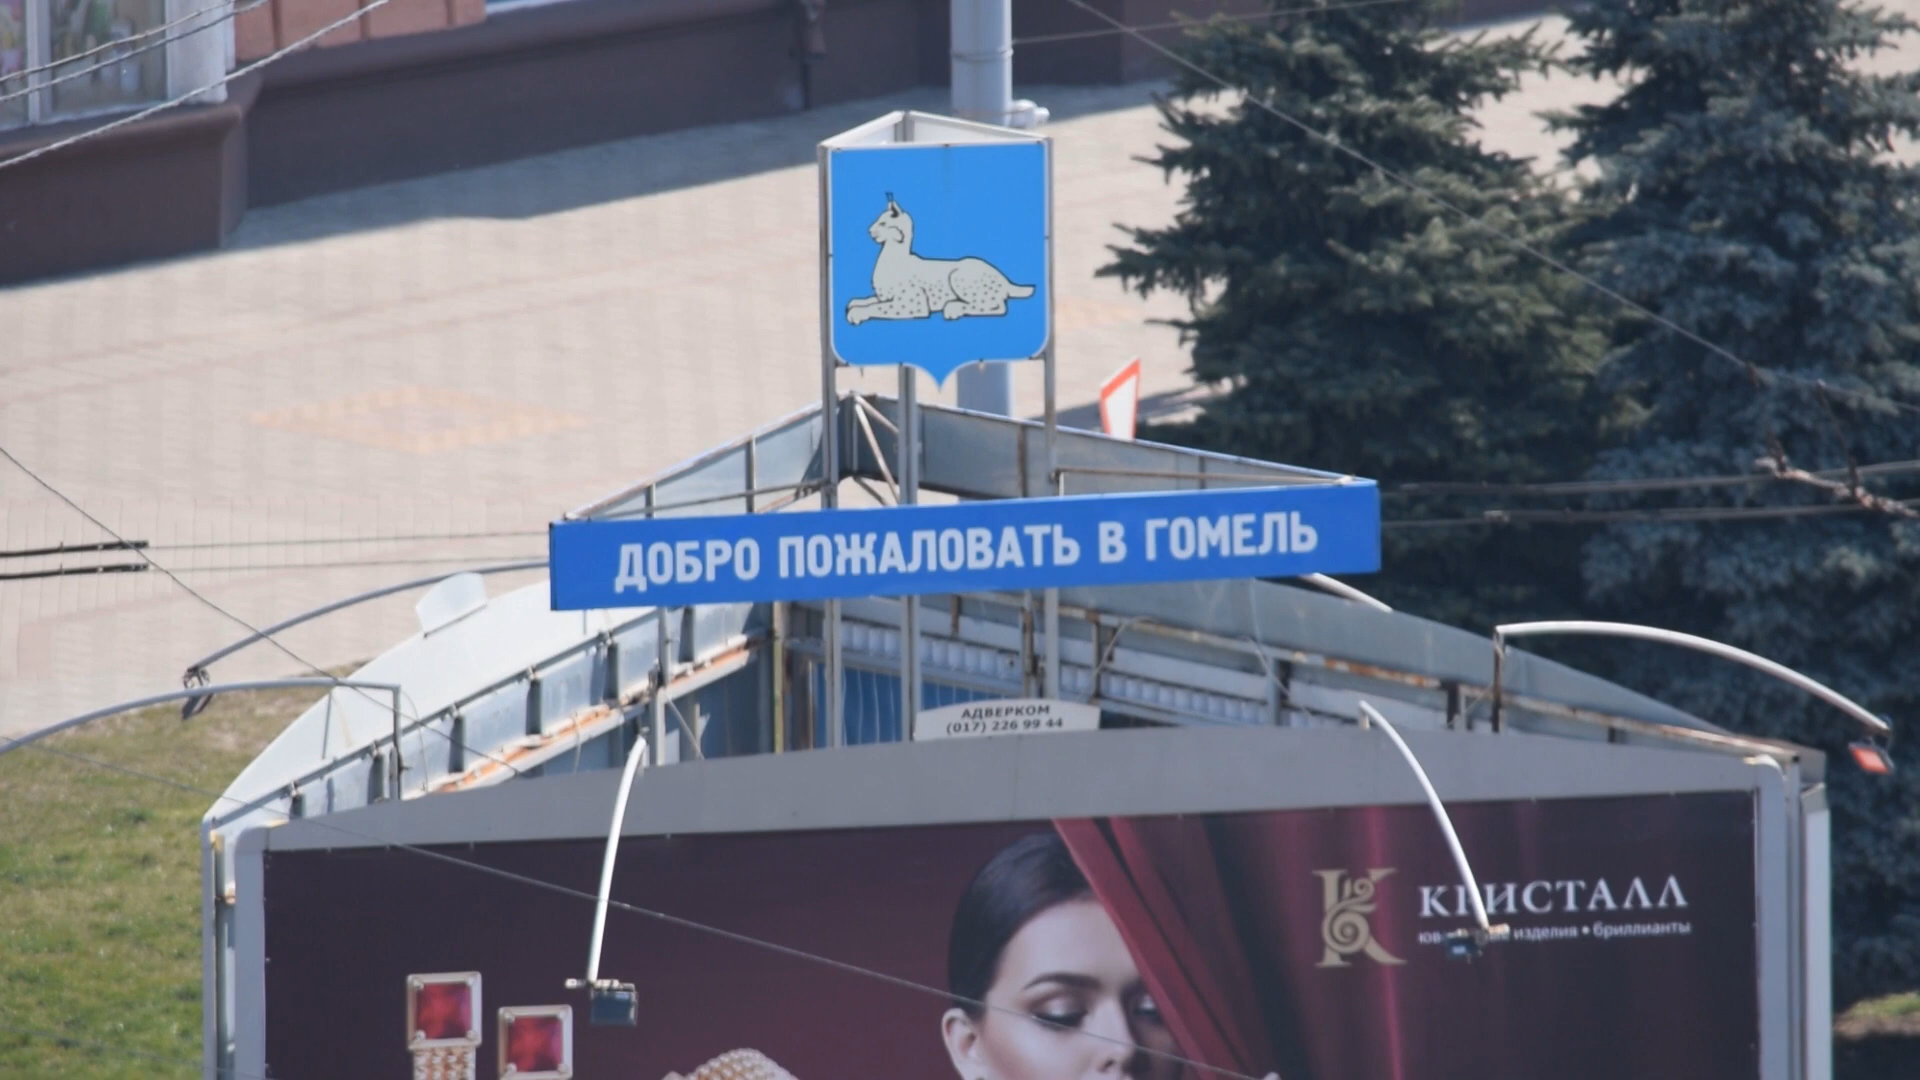 ДОБРО ПОЖАЛОВАТЬ В ГОМЕЛЬ
АДВЕРКОМ
(017) 226 99 44
КРИСТАЛЛ
изделия • бриллианты